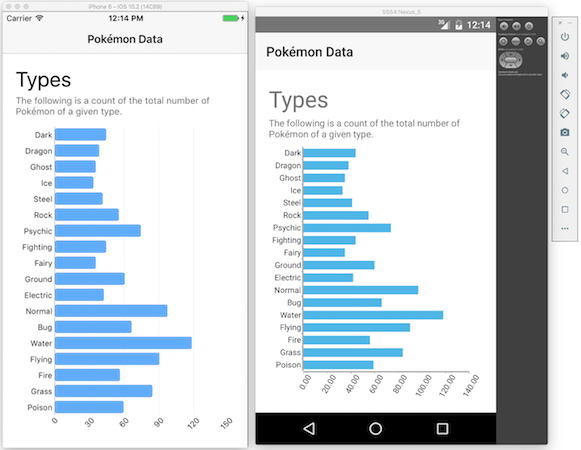 iPhone 6 – iOS 10.2 (14C89)
Carrier 12:14 PM
Pokémon Data
Types
The following is a count of the total number of
Pokémon of a given type.
Dark
Dragon
Ghost
Ice
Steel
Rock
Psychic
Fighting
Fairy
Ground
Electric
Normal
Bug
Water
Flying
Fire
Grass
Poison
0 30 60 90 120 150
5554:Nexus_5
3G 12:14
Pokémon Data
Types
The following is a count of the total number of
Pokémon of a given type.
Dark
Dragon
Ghost
Ice
Steel
Rock
Psychic
Fighting
Fairy
Ground
Electric
Normal
Bug
Water
Flying
Fire
Grass
Poison
0.00 20.00 40.00 60.00 80.00 100.00 120.00 140.00